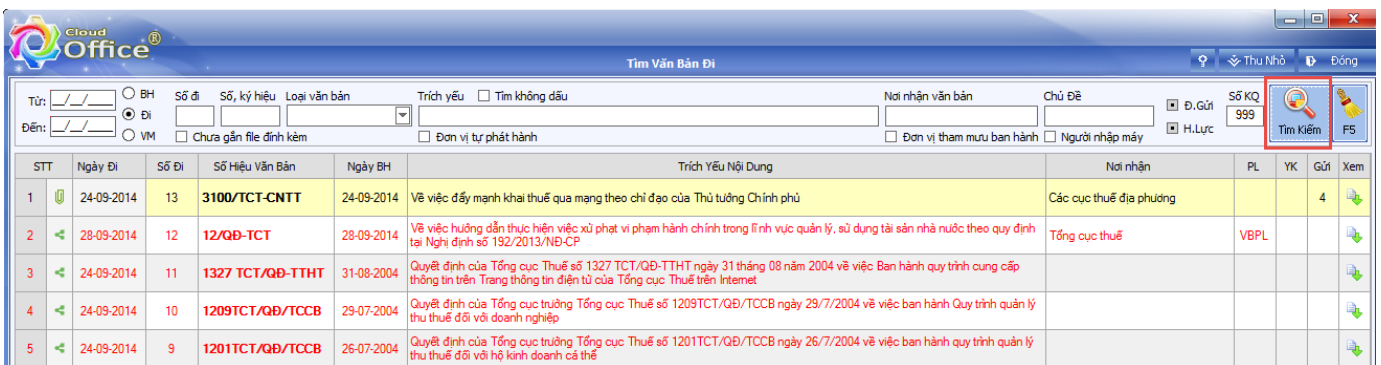 Cloud
Office®
Tìm Văn Bản Đi
? Thu Nhỏ Đóng
Từ: _/_/__ BH Số đi Số, ký hiệu Loại văn bản Trích yếu Tìm không dấu Nơi nhận văn bản Chủ Đề Đ.Gửi Số KQ
Đi 999
Đến: _/_/__ VM Chưa gắn file đính kèm Đơn vị tự phát hành Đơn vị tham mưu ban hành Người nhập máy H.Lực Tìm Kiếm F5
STT Ngày Đi Số Đi Số Hiệu Văn Bản Ngày BH Trích Yếu Nội Dung Nơi nhận PL YK Gửi Xem
1 24-09-2014 13 3100/TCT-CNTT 24-09-2014 Về việc đẩy mạnh khai thuế qua mạng theo chỉ đạo của Thủ tướng Chính phủ Các cục thuế địa phương 4
2 28-09-2014 12 12/QĐ-TCT 28-09-2014 Về việc hướng dẫn thực hiện việc xử phạt vi phạm hành chính trong lĩnh vực quản lý, sử dụng tài sản nhà nước theo quy định
tại Nghị định số 192/2013/NĐ-CP Tổng cục thuế VBPL
3 24-09-2014 11 1327 TCT/QĐ-TTHT 31-08-2004 Quyết định của Tổng cục Thuế số 1327 TCT/QĐ-TTHT ngày 31 tháng 08 năm 2004 về việc Ban hành quy trình cung cấp
thông tin trên Trang thông tin điện tử của Tổng cục Thuế trên Internet
4 24-09-2014 10 1209TCT/QĐ/TCCB 29-07-2004 Quyết định của Tổng cục trưởng Tổng cục Thuế số 1209TCT/QĐ/TCCB ngày 29/7/2004 về việc ban hành Quy trình quản lý
thu thuế đối với doanh nghiệp
5 24-09-2014 9 1201TCT/QĐ/TCCB 26-07-2004 Quyết định của Tổng cục trưởng Tổng cục Thuế số 1201TCT/QĐ/TCCB ngày 26/7/2004 về việc ban hành quy trình quản lý
thu thuế đối với hộ kinh doanh cá thể